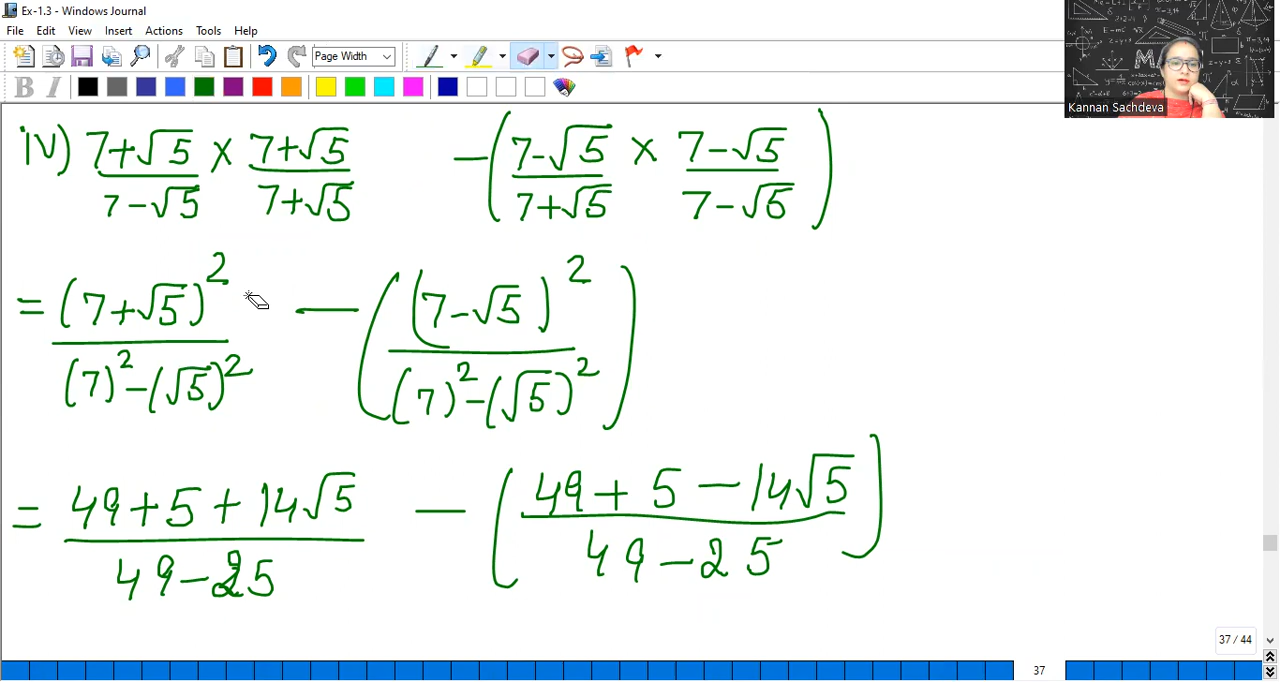 Ex-1.3 - Windows Journal
File Edit View Insert Actions Tools Help
Page Width
B I
Kannan Sachdeva
iv) 7+√5/7-√5 × 7+√5/7+√5 -(7-√5/7+√5 × 7-√5/7-√5)
= (7+√5)²/(7)²-(√5)² - ((7-√5)²/(7)²-(√5)²)
= 49+5+14√5/49-25 - (49+5-14√5/49-25)
37 / 44
37